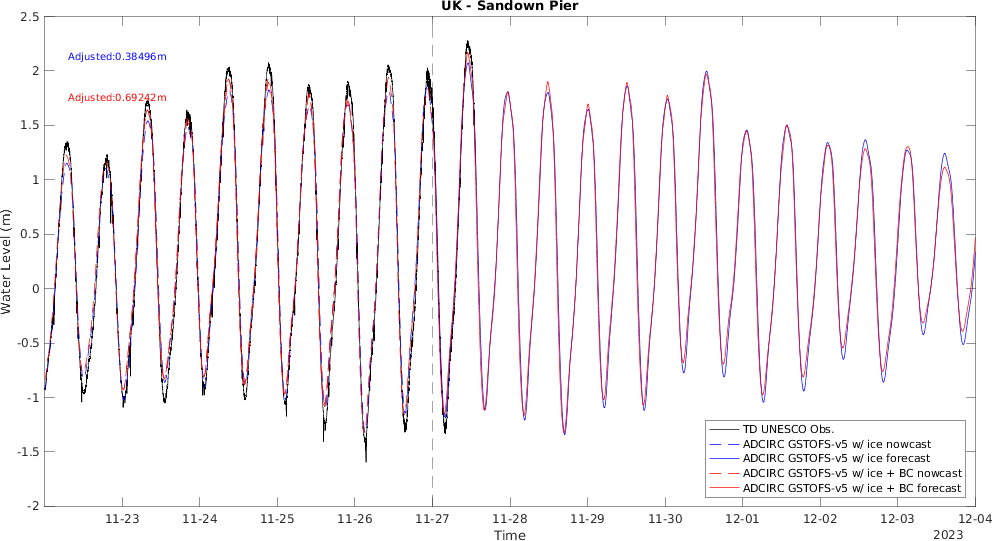 UK - Sandown Pier
Adjusted:0.38496m
Adjusted:0.69242m
Water Level (m)
2.5
2
1.5
1
0.5
0
-0.5
-1
-1.5
-2
TD UNESCO Obs.
ADCIRC GSTOFS-v5 w/ ice nowcast
ADCIRC GSTOFS-v5 w/ ice forecast
ADCIRC GSTOFS-v5 w/ ice + BC nowcast
ADCIRC GSTOFS-v5 w/ ice + BC forecast
11-23 11-24 11-25 11-26 11-27 11-28 11-29 11-30 12-01 12-02 12-03 12-04
2023
Time